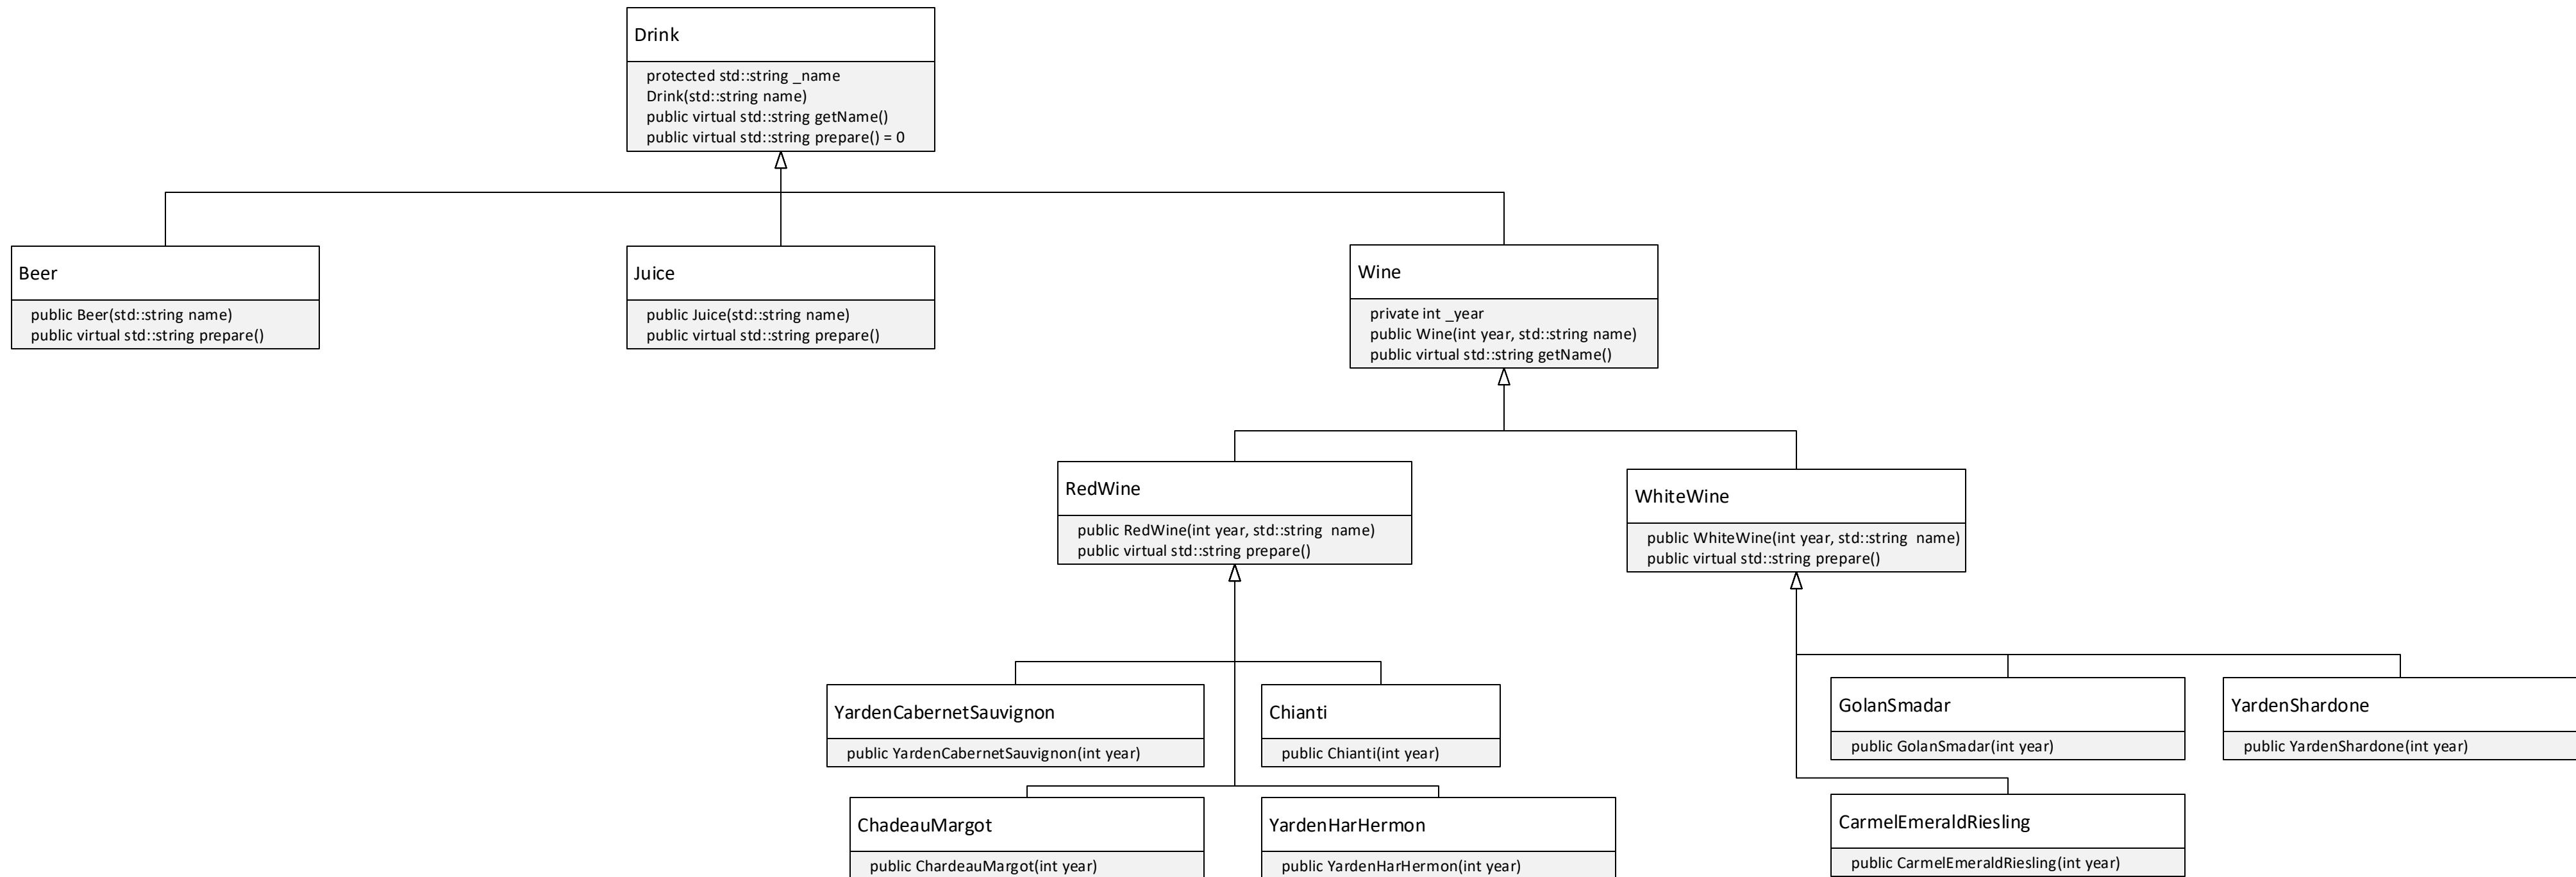 Drink
protected std::string _name
Drink(std::string name)
public virtual std::string getName()
public virtual std::string prepare() = 0
Beer
public Beer(std::string name)
public virtual std::string prepare()
Juice
public Juice(std::string name)
public virtual std::string prepare()
Wine
private int _year
public Wine(int year, std::string name)
public virtual std::string getName()
RedWine
public RedWine(int year, std::string  name)
public virtual std::string prepare()
WhiteWine
public WhiteWine(int year, std::string  name)
public virtual std::string prepare()
YardenCabernetSauvignon
public YardenCabernetSauvignon(int year)
Chianti
public Chianti(int year)
GolanSmadar
public GolanSmadar(int year)
YardenShardone
public YardenShardone(int year)
ChadeauMargot
public ChardeauMargot(int year)
YardenHarHermon
public YardenHarHermon(int year)
CarmelEmeraldRiesling
public CarmelEmeraldRiesling(int year)